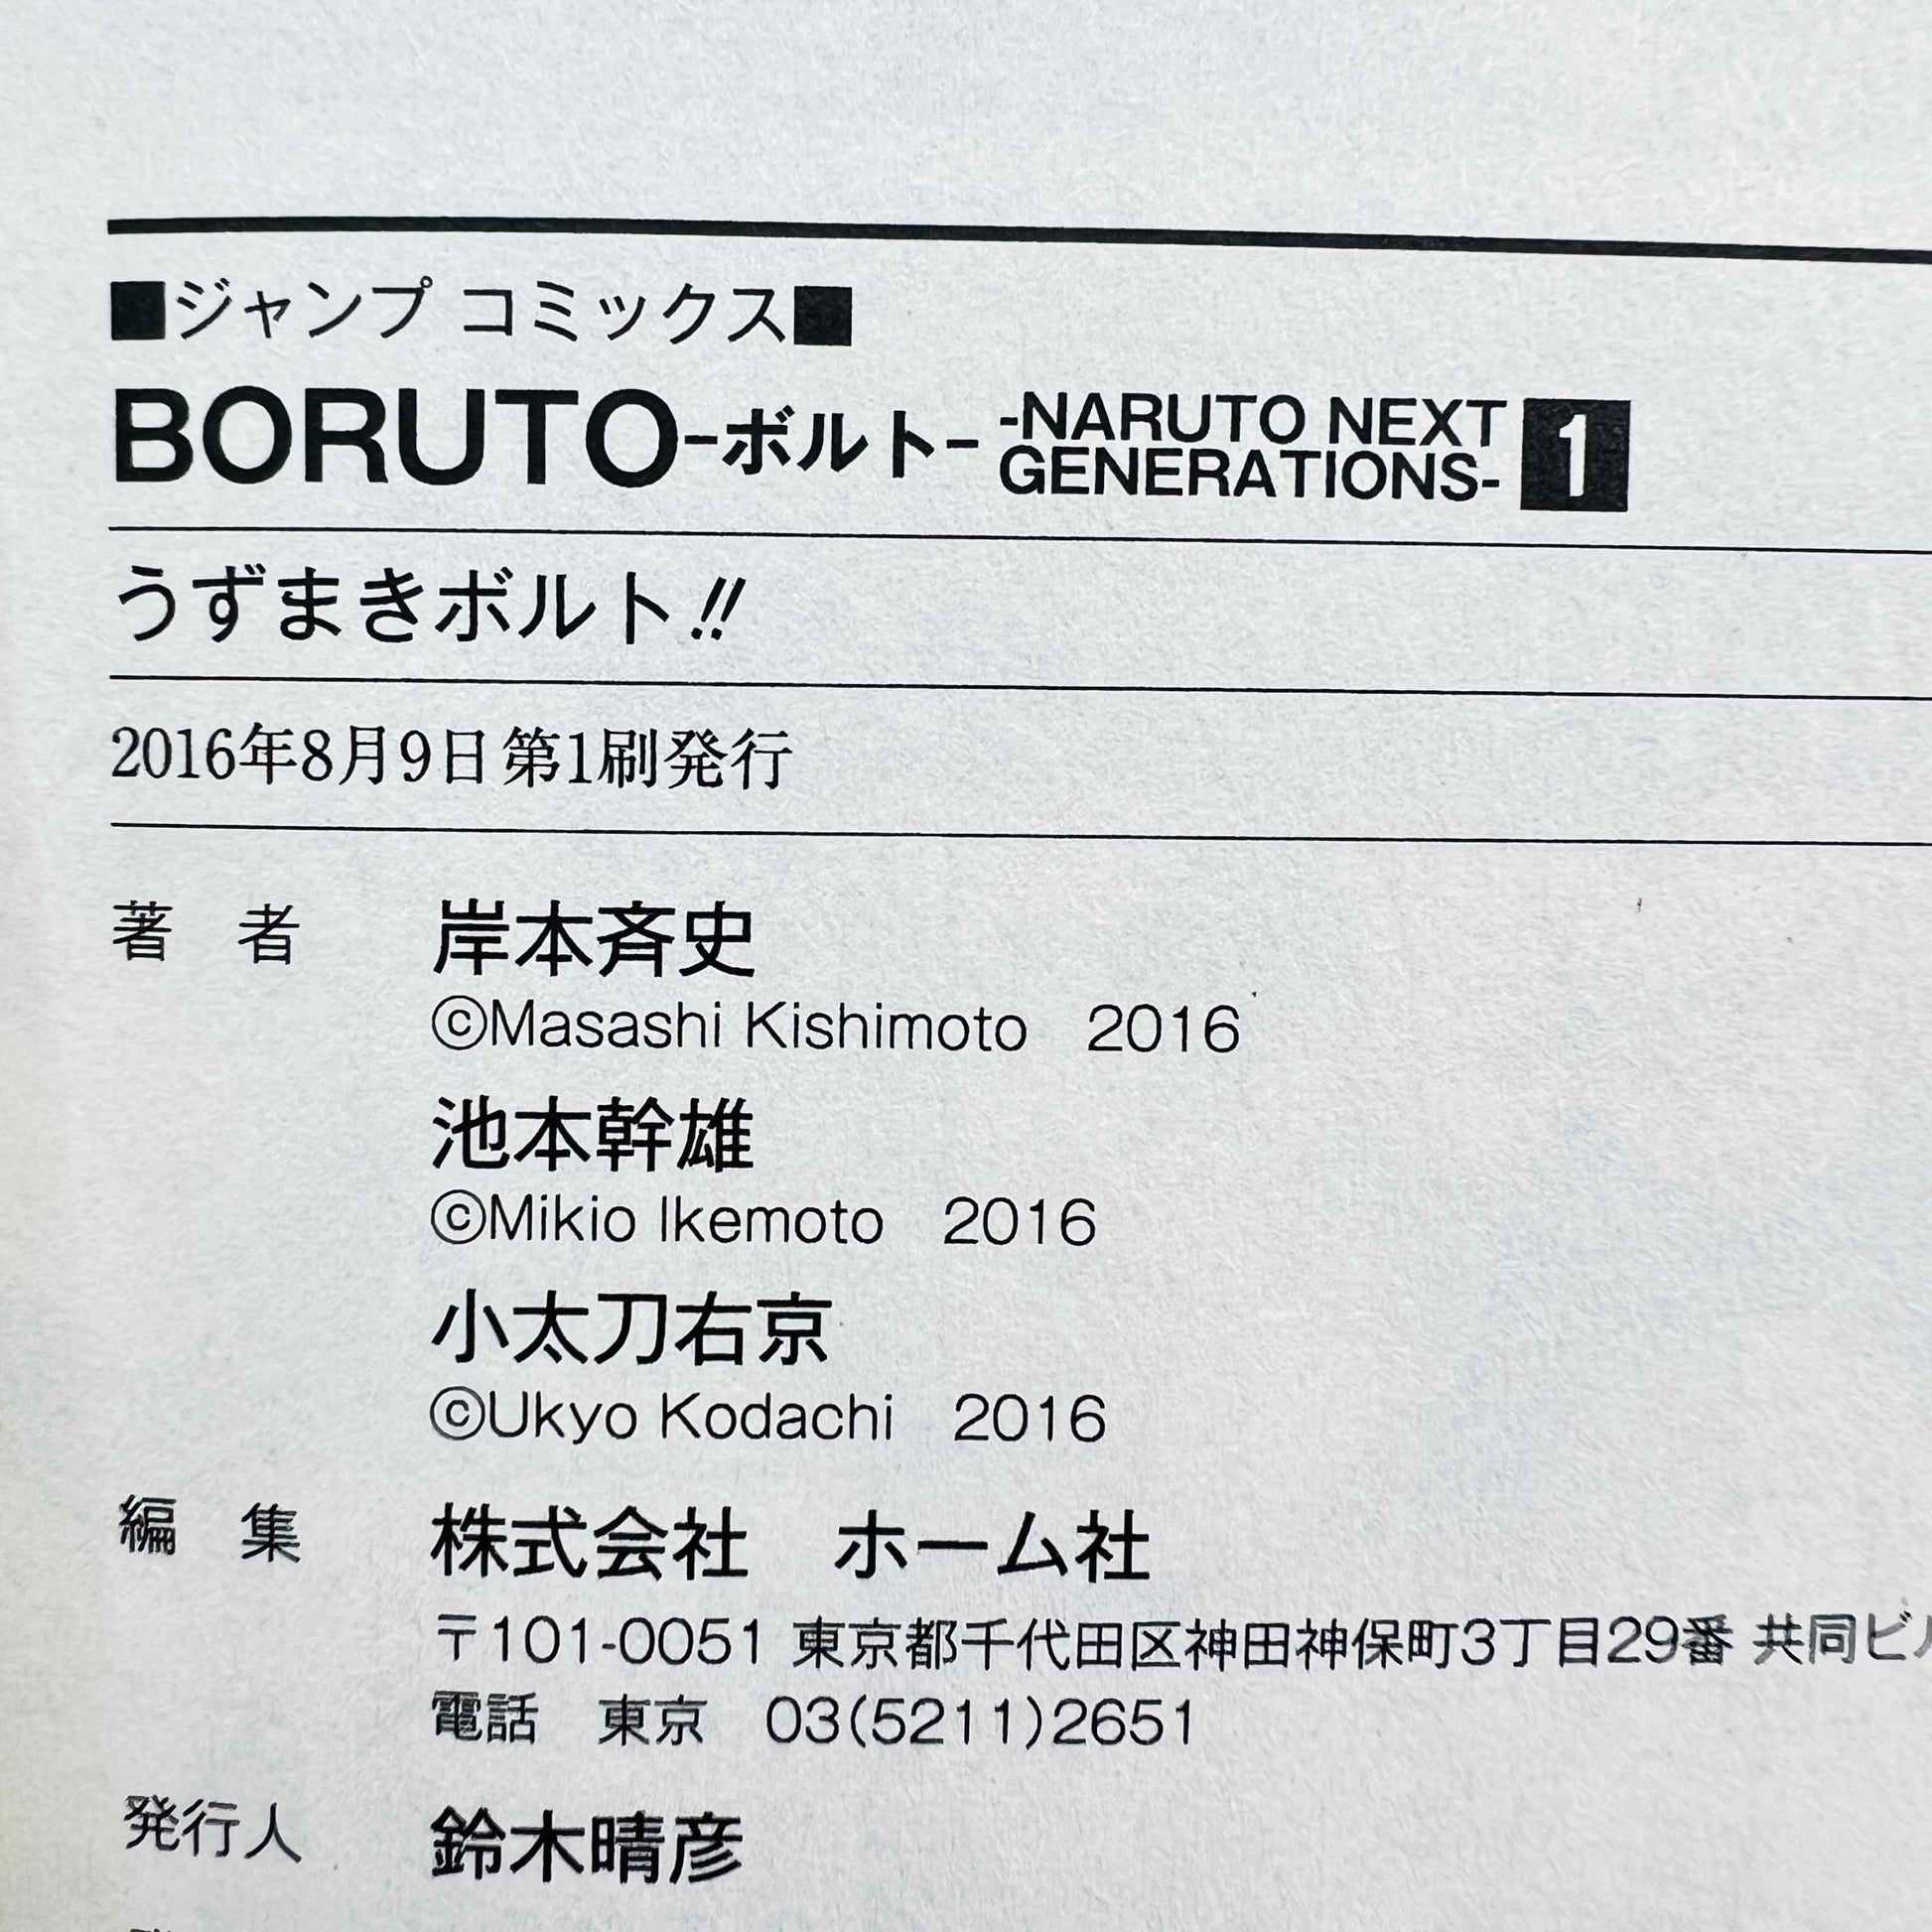 ■ジャンプ コミックス■
BORUTO-ボルト- -NARUTO NEXT GENERATIONS- 1
うずまきボルト!!
2016年8月9日第1刷発行
著 者 岸本斉史
©Masashi Kishimoto 2016
池本幹雄
©Mikio Ikemoto 2016
小太刀右京
©Ukyo Kodachi 2016
編 集 株式会社 ホーム社
〒101-0051 東京都千代田区神田神保町3丁目29番 共同ビル
電話 東京 03(5211)2651
発行人 鈴木晴彦